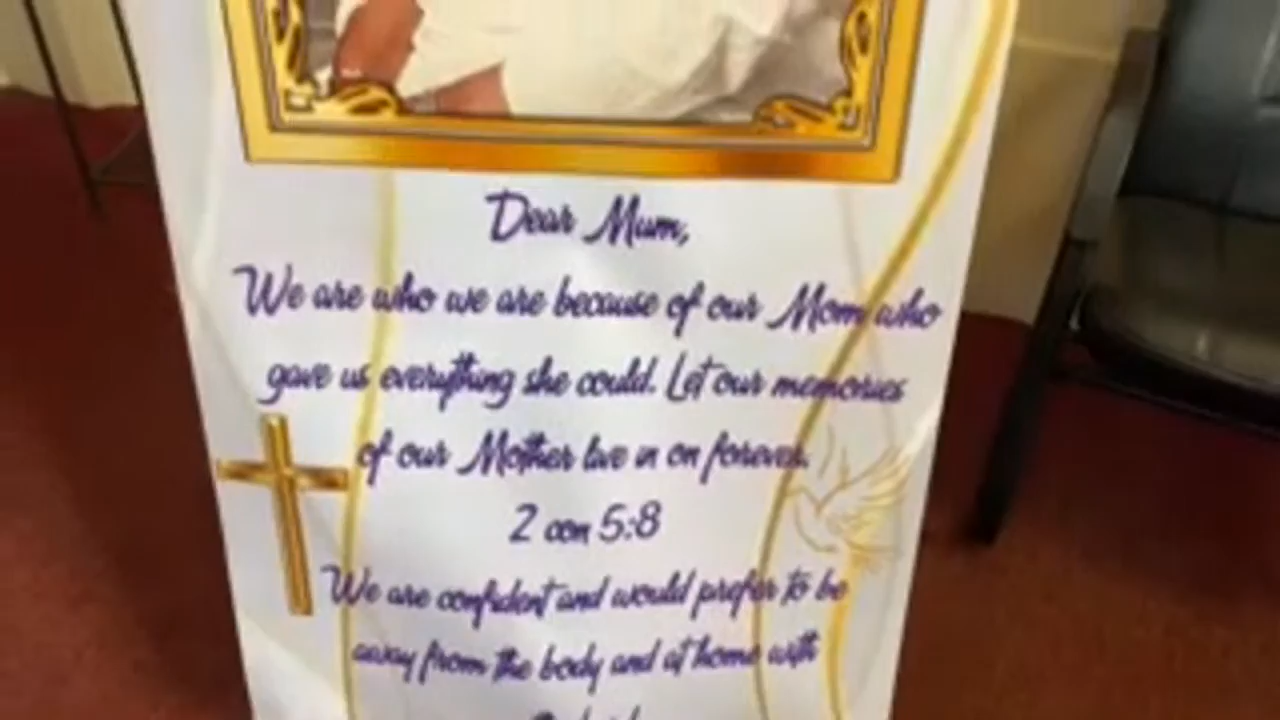 Dear Mum,
We are who we are because of our Mom who
gave us everything she could. Let our memories
of our Mother live in on forever.
2 corn 5:8
We are confident and would prefer to be
away from the body and at home with